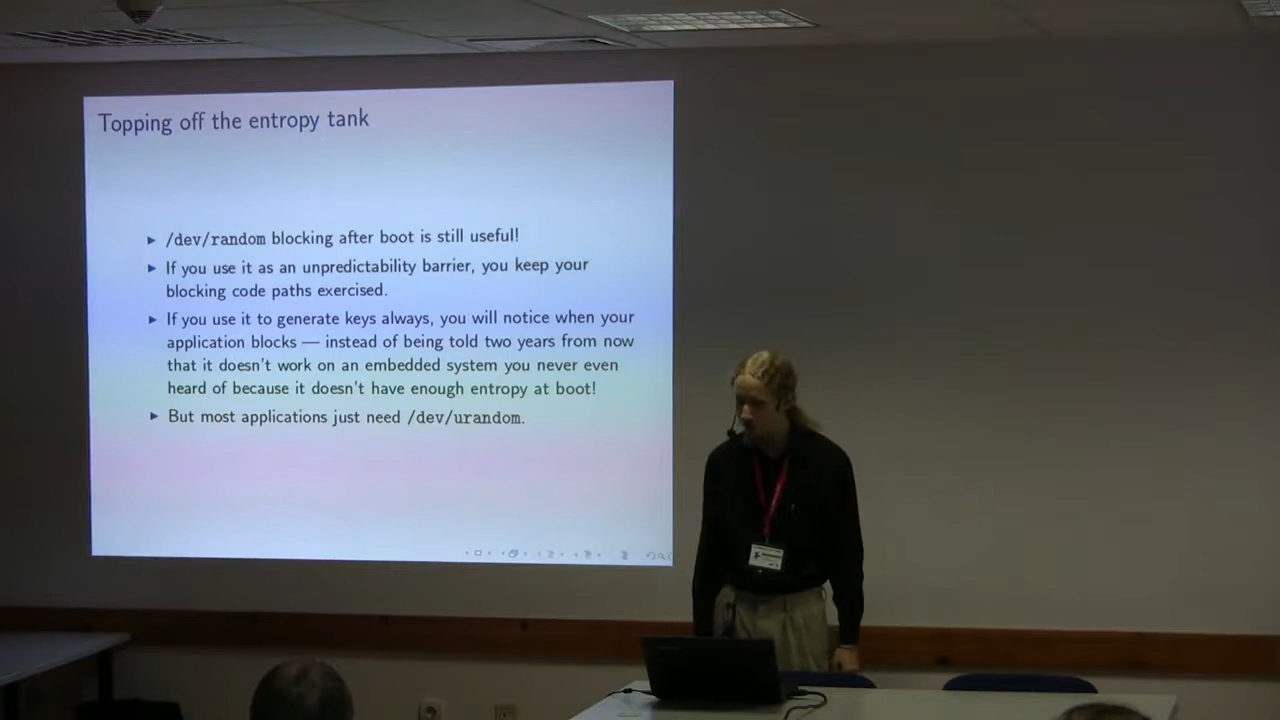 Topping off the entropy tank
/dev/random blocking after boot is still useful!
If you use it as an unpredictability barrier, you keep your
blocking code paths exercised.
If you use it to generate keys always, you will notice when your
application blocks — instead of being told two years from now
that it doesn't work on an embedded system you never even
heard of because it doesn't have enough entropy at boot!
But most applications just need /dev/urandom.